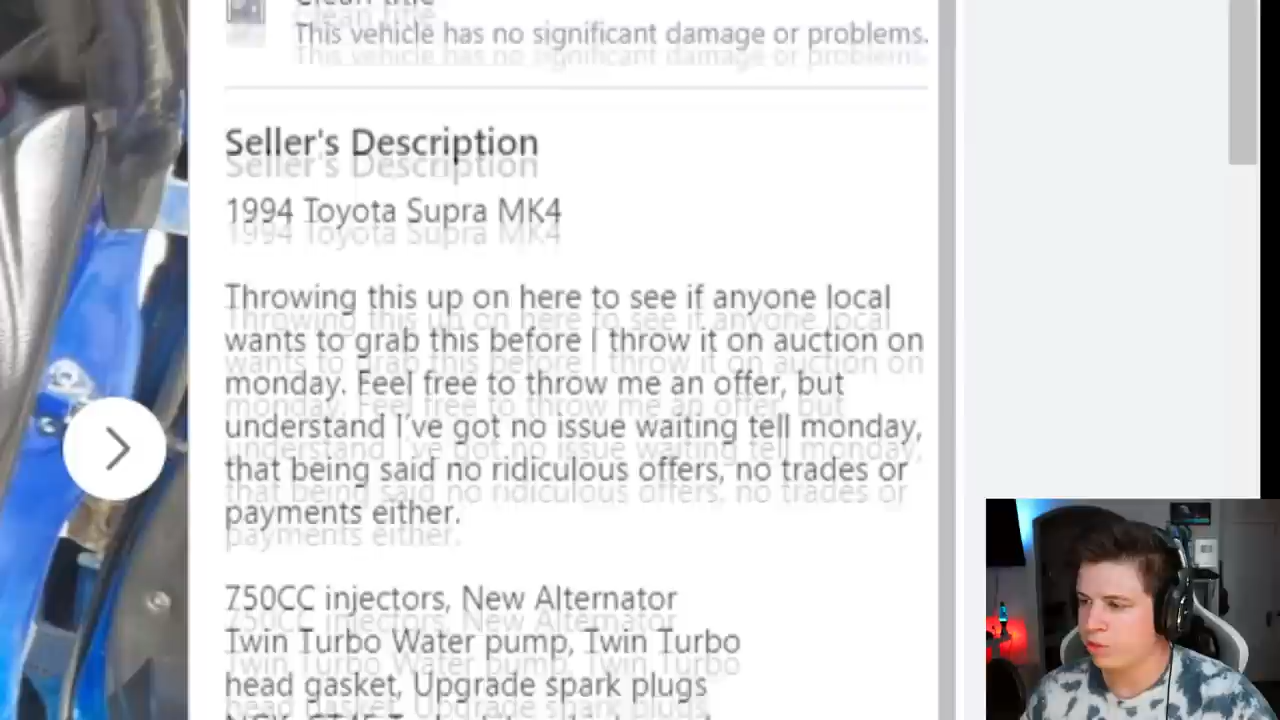 Clean title
This vehicle has no significant damage or problems.
Seller's Description
1994 Toyota Supra MK4
Throwing this up on here to see if anyone local
wants to grab this before I throw it on auction on
monday. Feel free to throw me an offer, but
understand I've got no issue waiting tell monday,
that being said no ridiculous offers, no trades or
payments either.
750CC injectors, New Alternator
Twin Turbo Water pump, Twin Turbo
head gasket, Upgrade spark plugs